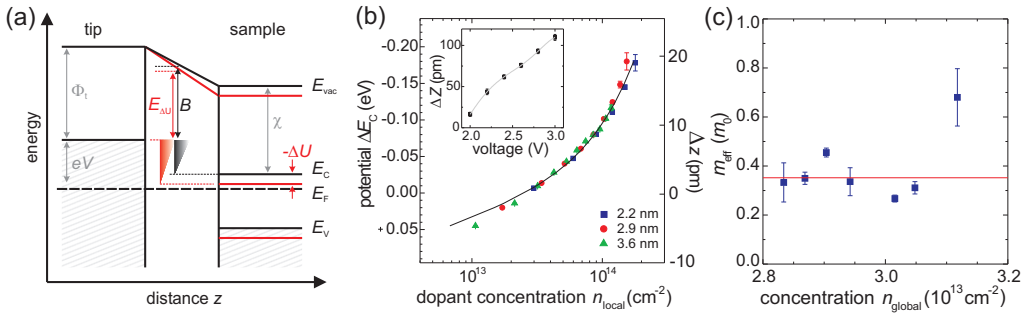 (a)
tip
sample
energy
Φt
eV
EΔU
B
χ
-ΔU
Evac
EC
EF
EV
distance z
(b)
potential ΔEC (eV)
-0.20
-0.15
-0.10
-0.05
0.00
+0.05
ΔZ (pm)
100
50
0
2.0
2.5
3.0
voltage (V)
20
10
0
-10
Δz (pm)
2.2 nm
2.9 nm
3.6 nm
10^13
10^14
dopant concentration nlocal(cm-2)
(c)
meff (m0)
1.0
0.8
0.6
0.4
0.2
0.0
2.8
3.0
3.2
concentration nglobal(10^13cm-2)